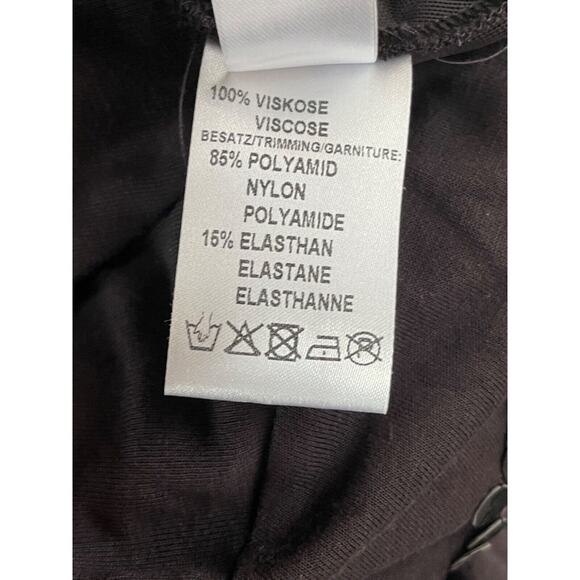 100% VISKOSE
VISCOSE
BESATZ/TRIMMING/GARNITURE:
85% POLYAMID
NYLON
POLYAMIDE
15% ELASTHAN
ELASTANE
ELASTHANNE